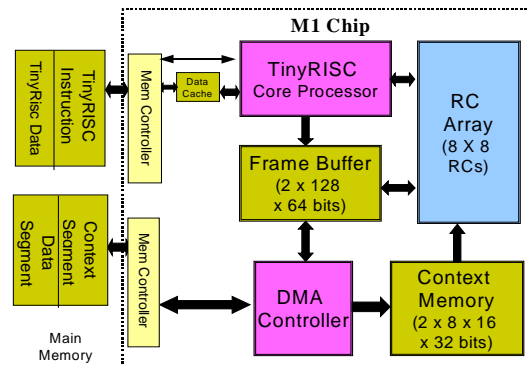 M1 Chip
TinyRisc Data
TinyRISC
Instruction
Mem Controller
Data
Cache
TinyRISC
Core Processor
RC
Array
(8 X 8
RCs)
Frame Buffer
(2 x 128
x 64 bits)
Data
Segment
Context
Segment
Mem Controller
DMA
Controller
Context
Memory
(2 x 8 x 16
x 32 bits)
Main
Memory